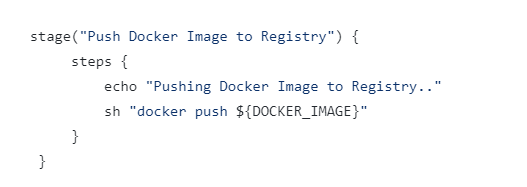 stage("Push Docker Image to Registry") {
steps {
echo "Pushing Docker Image to Registry.."
sh "docker push ${DOCKER_IMAGE}"
}
}